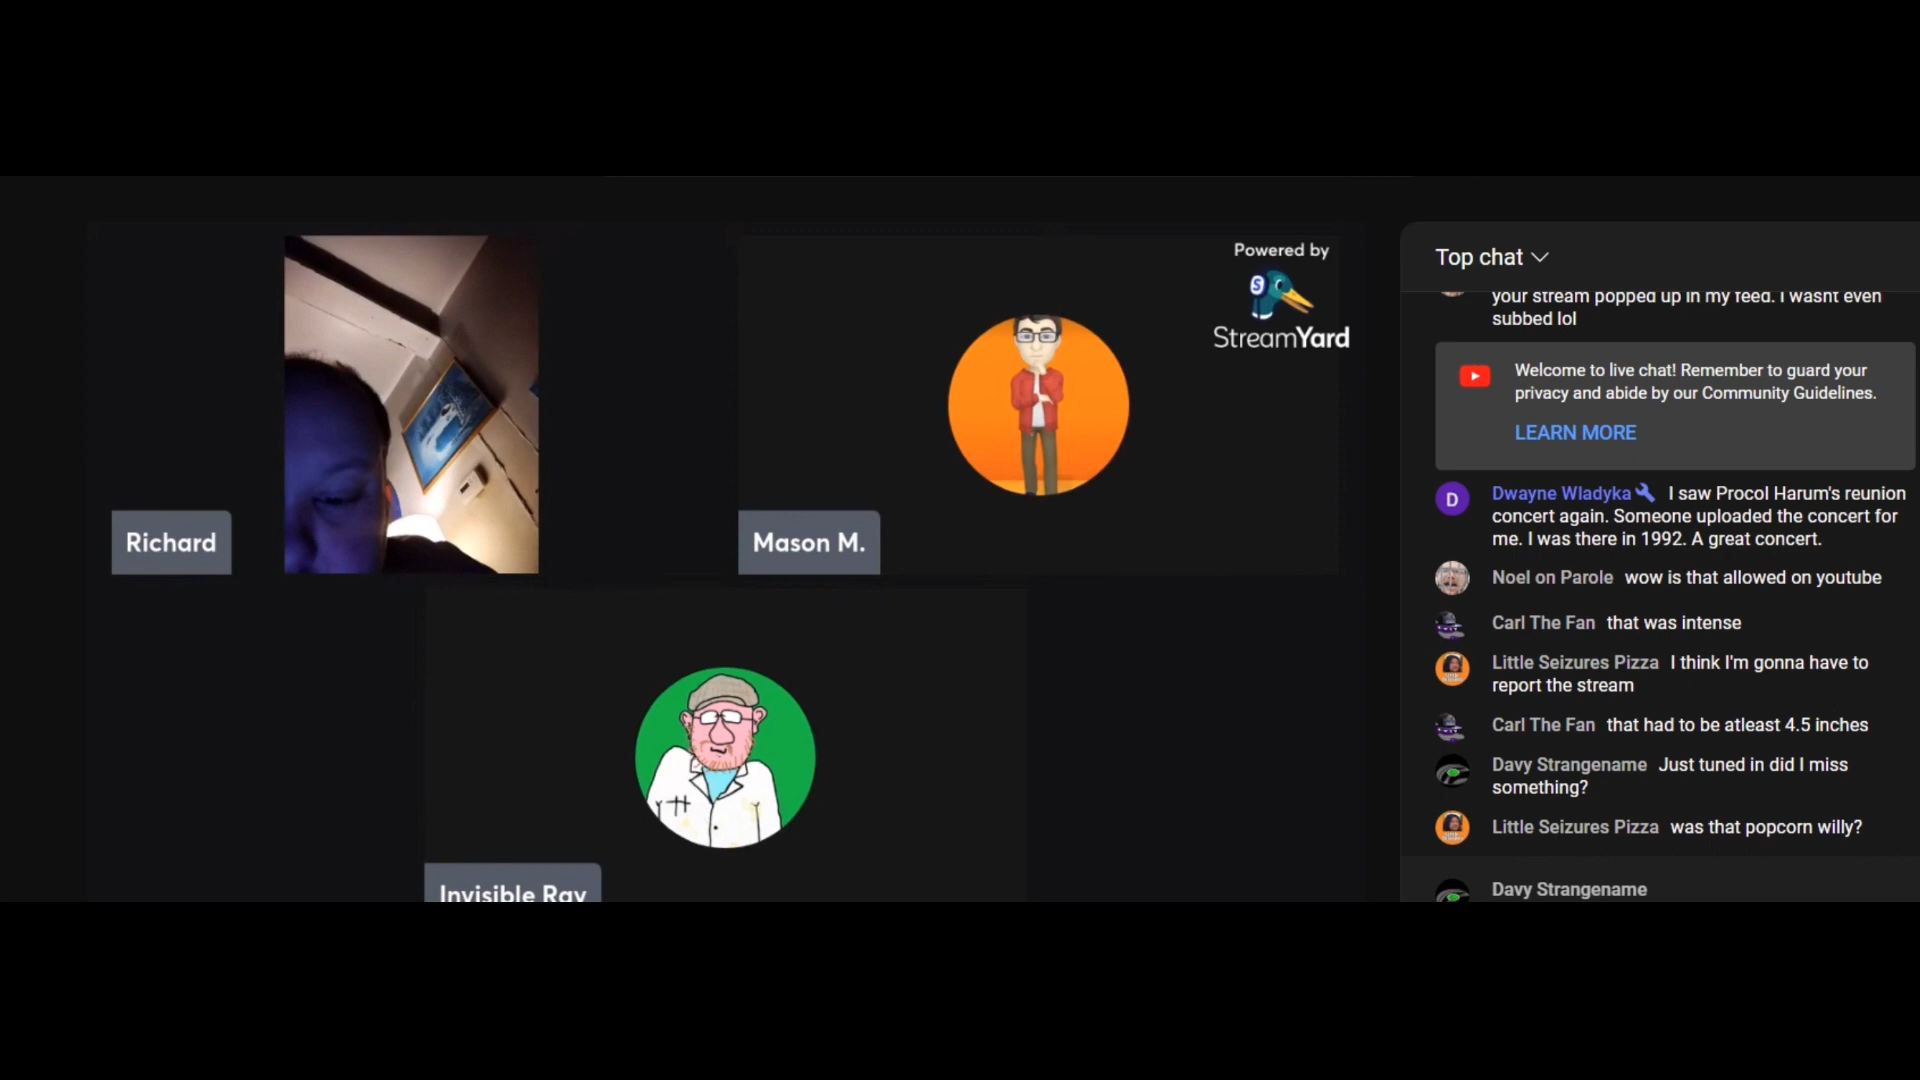 Powered by
S
StreamYard
Richard
Mason M.
Invisible Ray
Top chat
your stream popped up in my feed. I wasnt even
subbed lol
Welcome to live chat! Remember to guard your
privacy and abide by our Community Guidelines.
LEARN MORE
D
Dwayne Wladyka I saw Procol Harum's reunion
concert again. Someone uploaded the concert for
me. I was there in 1992. A great concert.
Noel on Parole wow is that allowed on youtube
Carl The Fan that was intense
Little Seizures Pizza I think I'm gonna have to
report the stream
Carl The Fan that had to be atleast 4.5 inches
Davy Strangename Just tuned in did I miss
something?
Little Seizures Pizza was that popcorn willy?
Davy Strangename